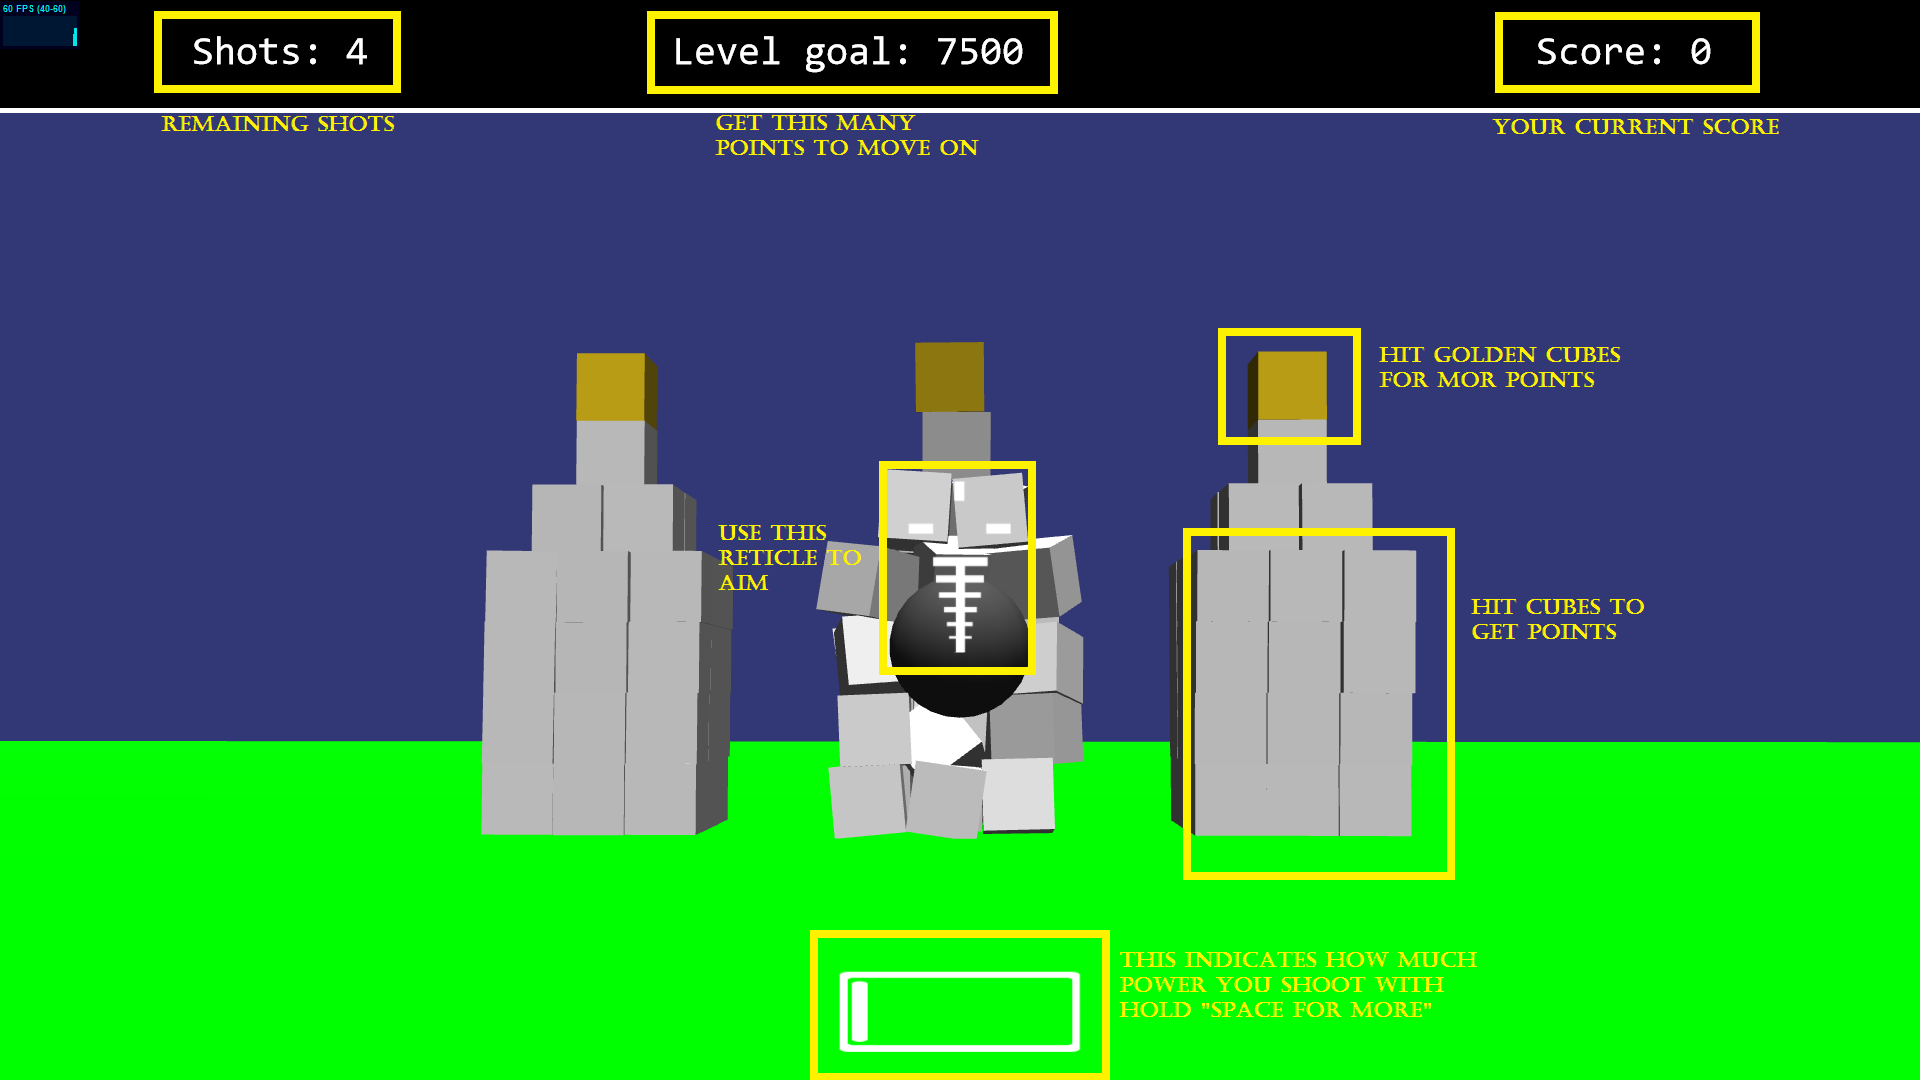 60 FPS (40-60)
Shots: 4
Level goal: 7500
Score: 0
REMAINING SHOTS
GET THIS MANY
POINTS TO MOVE ON
YOUR CURRENT SCORE
HIT GOLDEN CUBES
FOR MOR POINTS
USE THIS
RETICLE TO
AIM
HIT CUBES TO
GET POINTS
THIS INDICATES HOW MUCH
POWER YOU SHOOT WITH
HOLD "SPACE FOR MORE"